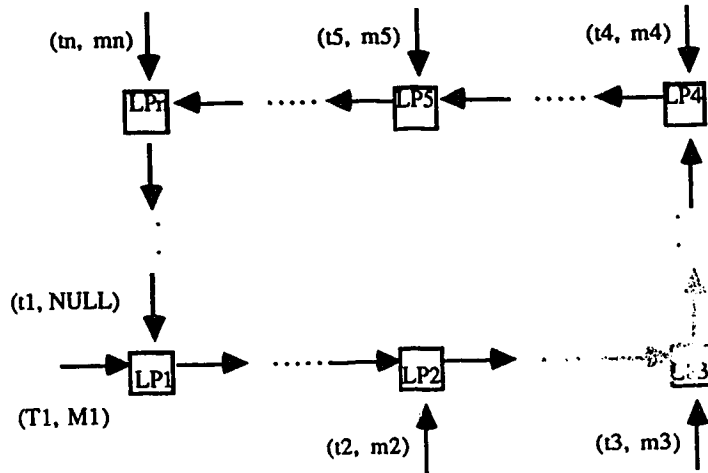 (tn, mn)
(t5, m5)
(t4, m4)
LPn
LP5
LP4
(t1, NULL)
LP1
LP2
LP3
(T1, M1)
(t2, m2)
(t3, m3)